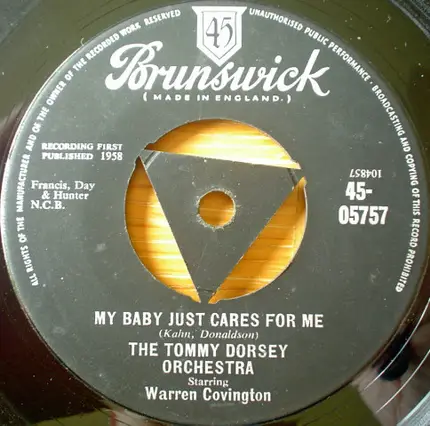 ALL RIGHTS OF THE MANUFACTURER AND OR THE OWNER OF THE RECORDED WORK RESERVED
UNAUTHORISED PUBLIC PERFORMANCE · BROADCASTING AND COPYING OF THIS RECORD PROHIBITED
45
Brunswick
( MADE IN ENGLAND. )
RECORDING FIRST
PUBLISHED 1958
Francis, Day
& Hunter
N.C.B.
104857
45-
05757
MY BABY JUST CARES FOR ME
(Kahn, Donaldson)
THE TOMMY DORSEY
ORCHESTRA
Starring
Warren Covington